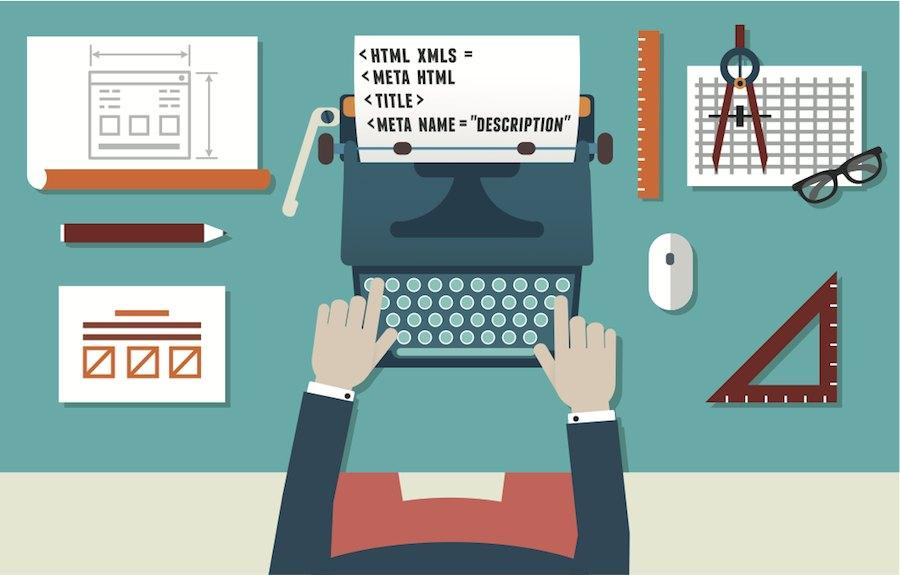 <HTML XMLS =
<META HTML
<TITLE>
<META NAME="DESCRIPTION"